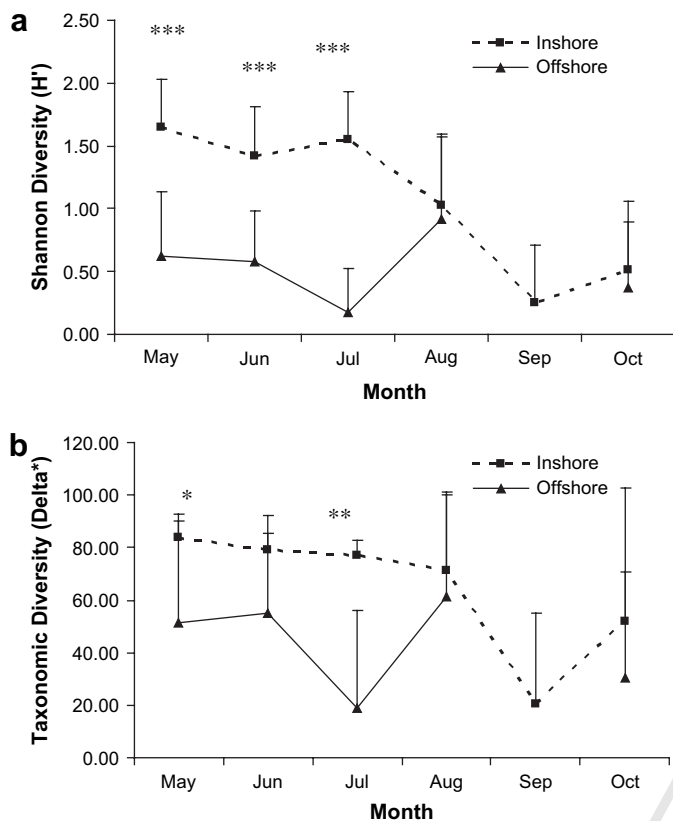 a
2.50
2.00
1.50
1.00
0.50
0.00
Shannon Diversity (H')
*** *** ***
Inshore
Offshore
May Jun Jul Aug Sep Oct
Month
b
120.00
100.00
80.00
60.00
40.00
20.00
0.00
Taxonomic Diversity (Delta*)
* **
Inshore
Offshore
May Jun Jul Aug Sep Oct
Month